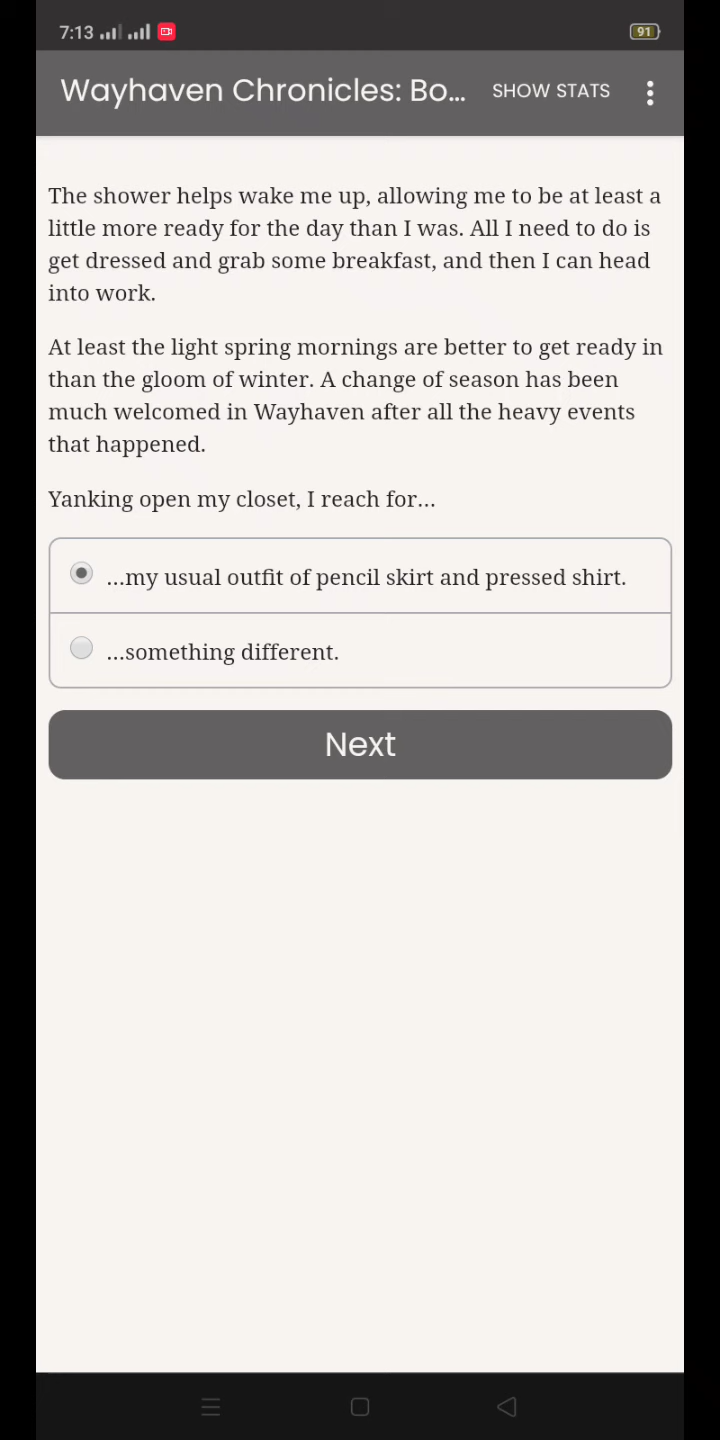 7:13
91
Wayhaven Chronicles: Bo...
SHOW STATS
The shower helps wake me up, allowing me to be at least a
little more ready for the day than I was. All I need to do is
get dressed and grab some breakfast, and then I can head
into work.
At least the light spring mornings are better to get ready in
than the gloom of winter. A change of season has been
much welcomed in Wayhaven after all the heavy events
that happened.
Yanking open my closet, I reach for...
...my usual outfit of pencil skirt and pressed shirt.
...something different.
Next